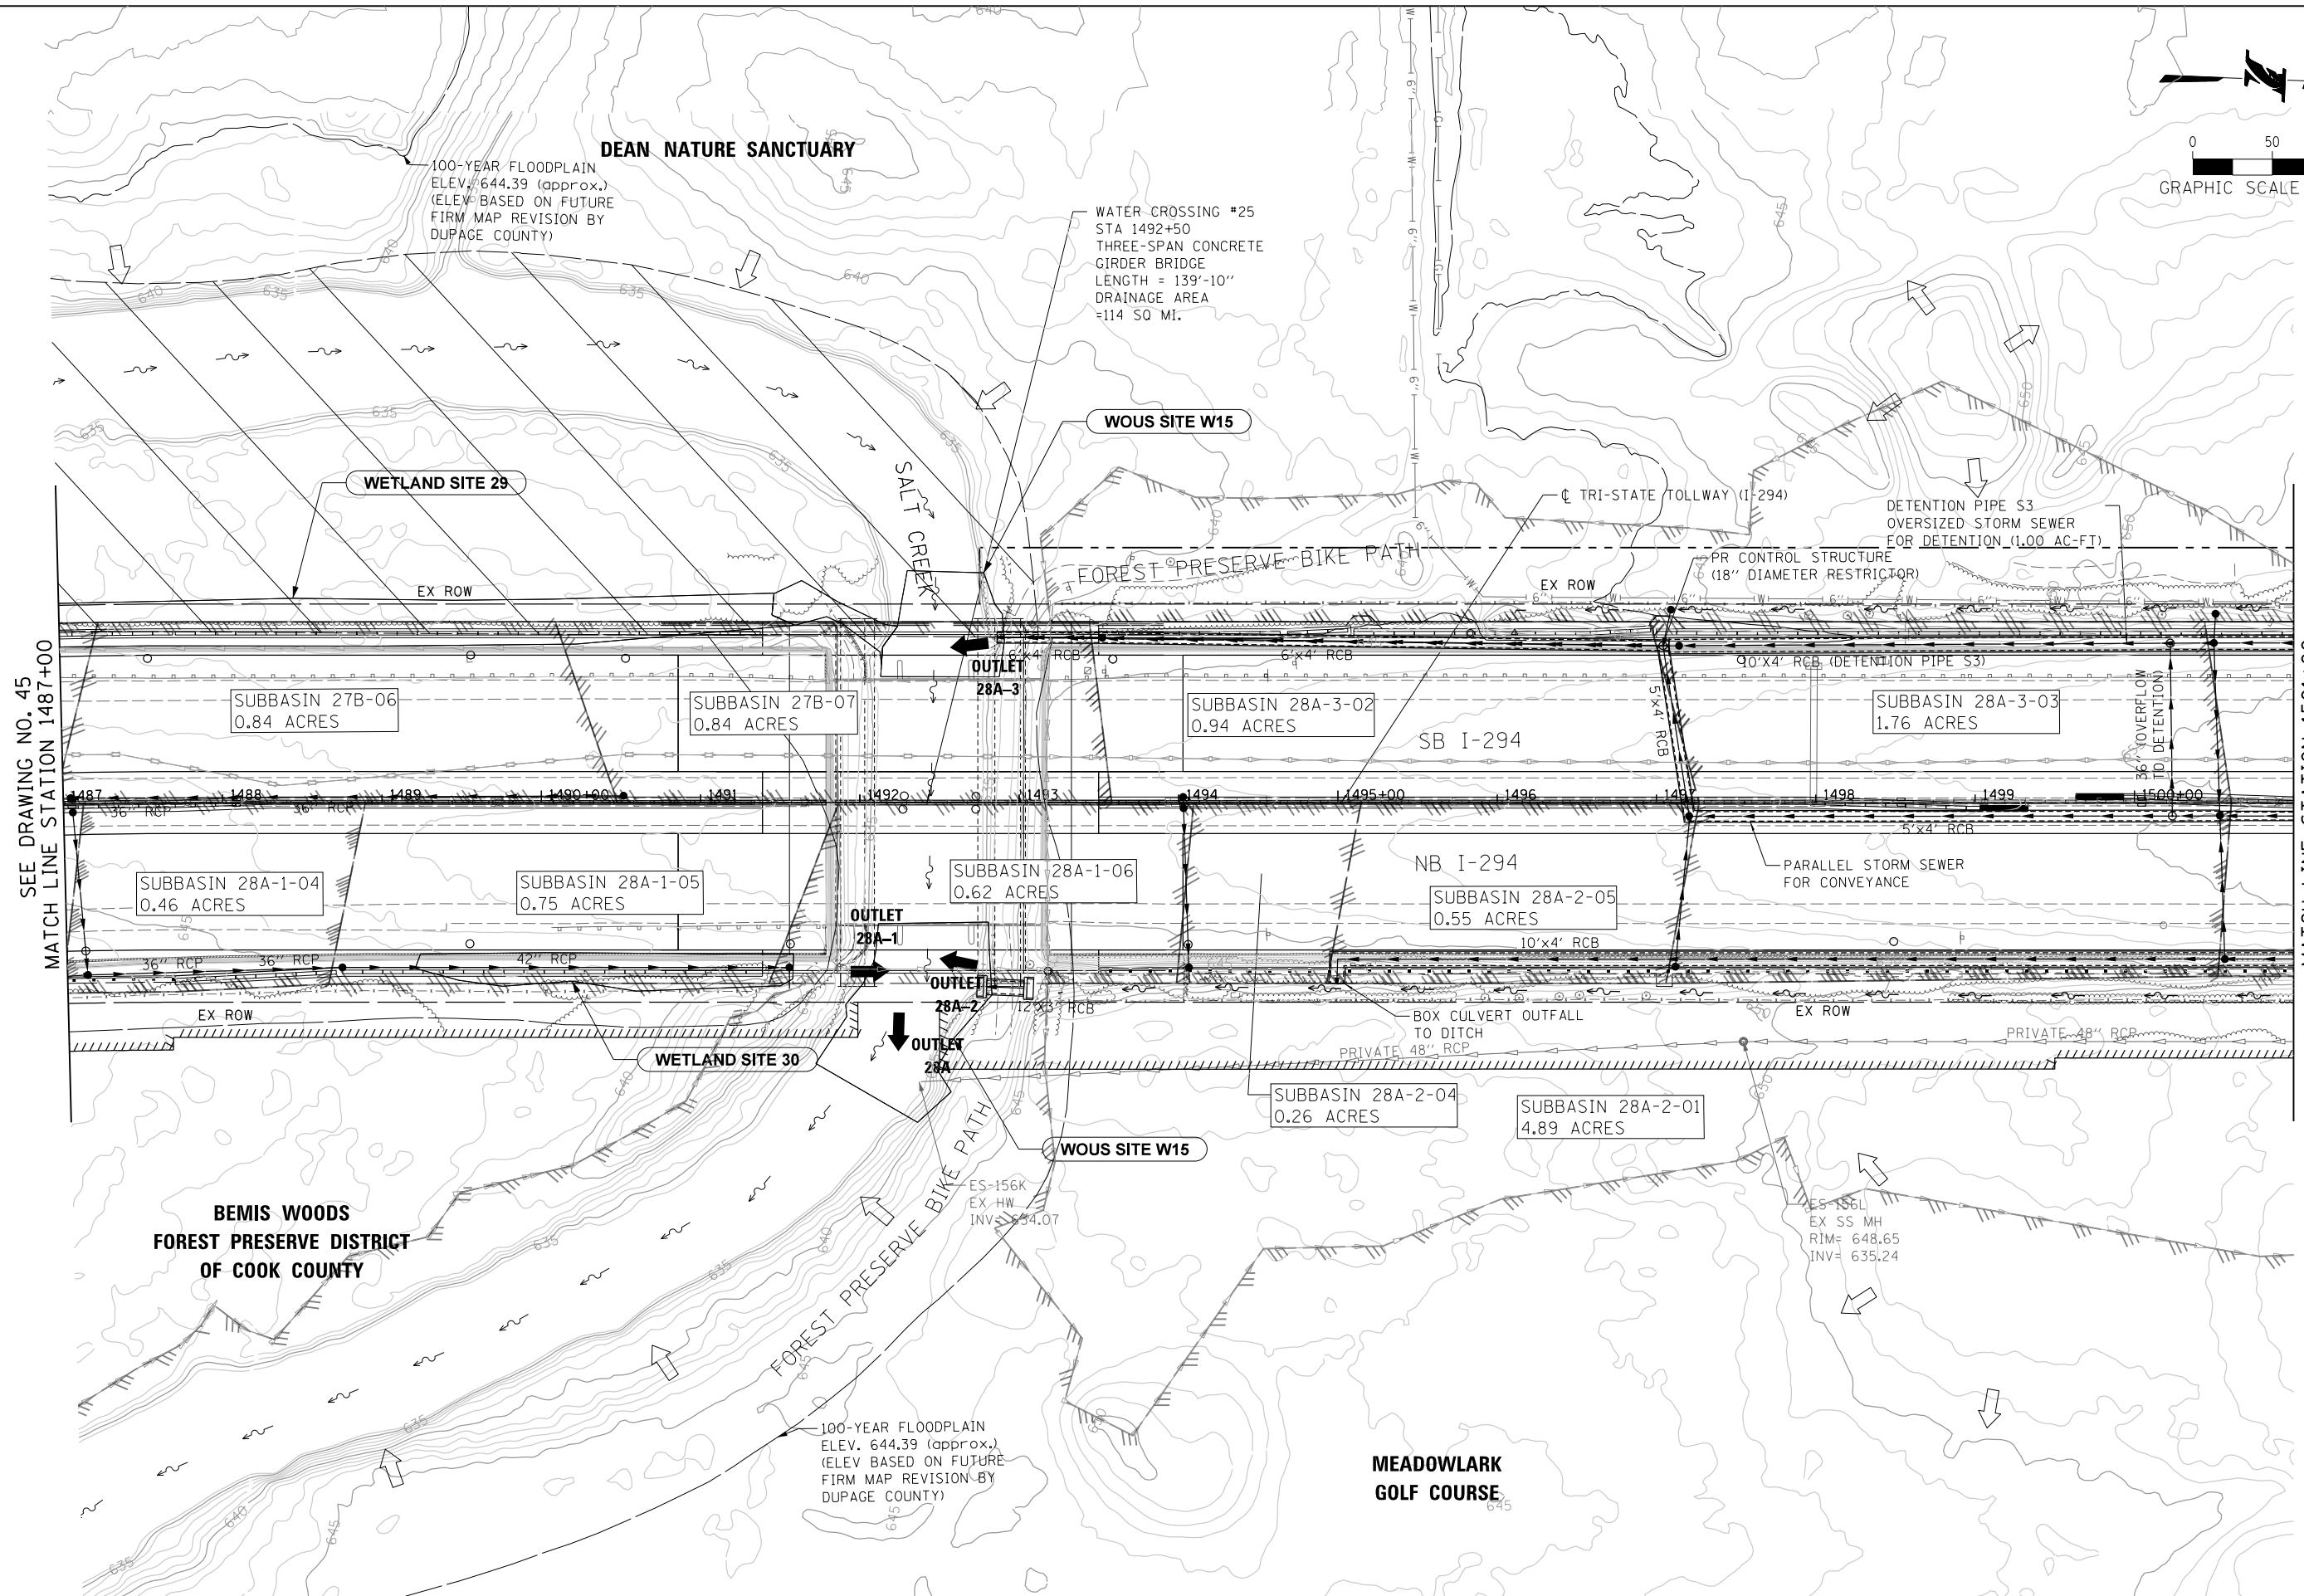 DEAN NATURE SANCTUARY
100-YEAR FLOODPLAIN
ELEV. 644.39 (approx.)
(ELEV BASED ON FUTURE
FIRM MAP REVISION BY
DUPAGE COUNTY)
WATER CROSSING #25
STA 1492+50
THREE-SPAN CONCRETE
GIRDER BRIDGE
LENGTH = 139'-10"
DRAINAGE AREA
=114 SQ MI.
0 50
GRAPHIC SCALE
WOUS SITE W15
WETLAND SITE 29
SALT CREEK
℄ TRI-STATE TOLLWAY (I-294)
DETENTION PIPE S3
OVERSIZED STORM SEWER
FOR DETENTION (1.00 AC-FT)
PR CONTROL STRUCTURE
(18" DIAMETER RESTRICTOR)
FOREST PRESERVE BIKE PATH
EX ROW
EX ROW
OUTLET
28A-3
6'x4' RCB
6'x4' RCB
10'X4' RCB (DETENTION PIPE S3)
5'x4' RCB
36" (OVERFLOW
TO DETENTION)
SUBBASIN 27B-06
0.84 ACRES
SUBBASIN 27B-07
0.84 ACRES
SUBBASIN 28A-3-02
0.94 ACRES
SUBBASIN 28A-3-03
1.76 ACRES
SB I-294
SEE DRAWING NO. 45
MATCH LINE STATION 1487+00
1487 1488 1489 1490+00 1491 1492 1493 1494 1495+00 1496 1497 1498 1499 1500+00
36" RCP
36" RCP
5'x4' RCB
NB I-294
PARALLEL STORM SEWER
FOR CONVEYANCE
SUBBASIN 28A-1-04
0.46 ACRES
SUBBASIN 28A-1-05
0.75 ACRES
SUBBASIN 28A-1-06
0.62 ACRES
SUBBASIN 28A-2-05
0.55 ACRES
OUTLET
28A-1
36" RCP
36" RCP
42" RCP
10'x4' RCB
OUTLET
28A-2
12'x3' RCB
EX ROW
EX ROW
BOX CULVERT OUTFALL
TO DITCH
PRIVATE 48" RCP
PRIVATE 48" RCP
OUTLET
28A
WETLAND SITE 30
SUBBASIN 28A-2-04
0.26 ACRES
SUBBASIN 28A-2-01
4.89 ACRES
WOUS SITE W15
ES-156K
EX HW
INV= 634.07
ES-156L
EX SS MH
RIM= 648.65
INV= 635.24
BEMIS WOODS
FOREST PRESERVE DISTRICT
OF COOK COUNTY
FOREST PRESERVE BIKE PATH
100-YEAR FLOODPLAIN
ELEV. 644.39 (approx.)
(ELEV BASED ON FUTURE
FIRM MAP REVISION BY
DUPAGE COUNTY)
MEADOWLARK
GOLF COURSE